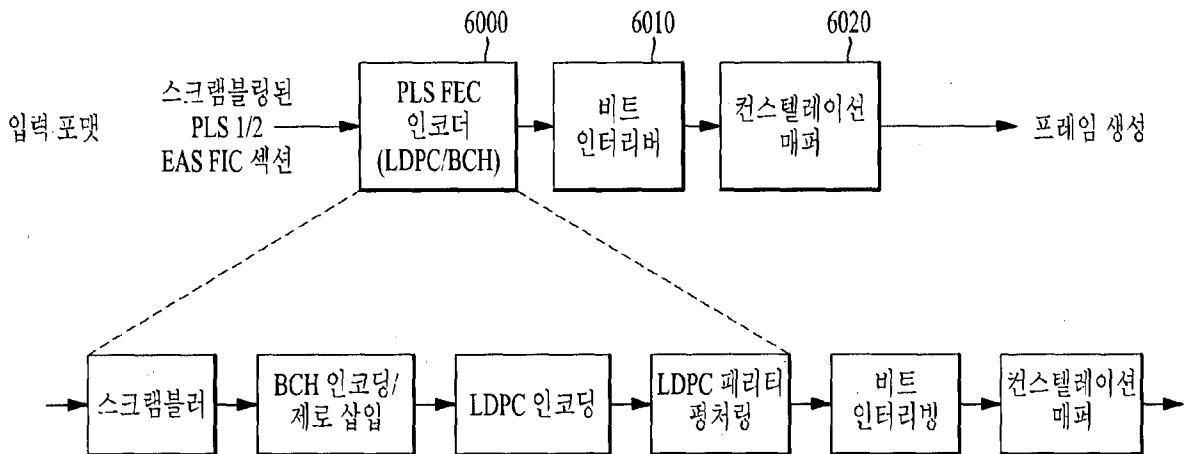 6000
6010
6020
입력 포맷
스크램블링된
PLS 1/2
EAS FIC 섹션
PLS FEC
인코더
(LDPC/BCH)
비트
인터리버
컨스텔레이션
매퍼
프레임 생성
스크램블러
BCH 인코딩/
제로 삽입
LDPC 인코딩
LDPC 패리티
펑처링
비트
인터리빙
컨스텔레이션
매퍼